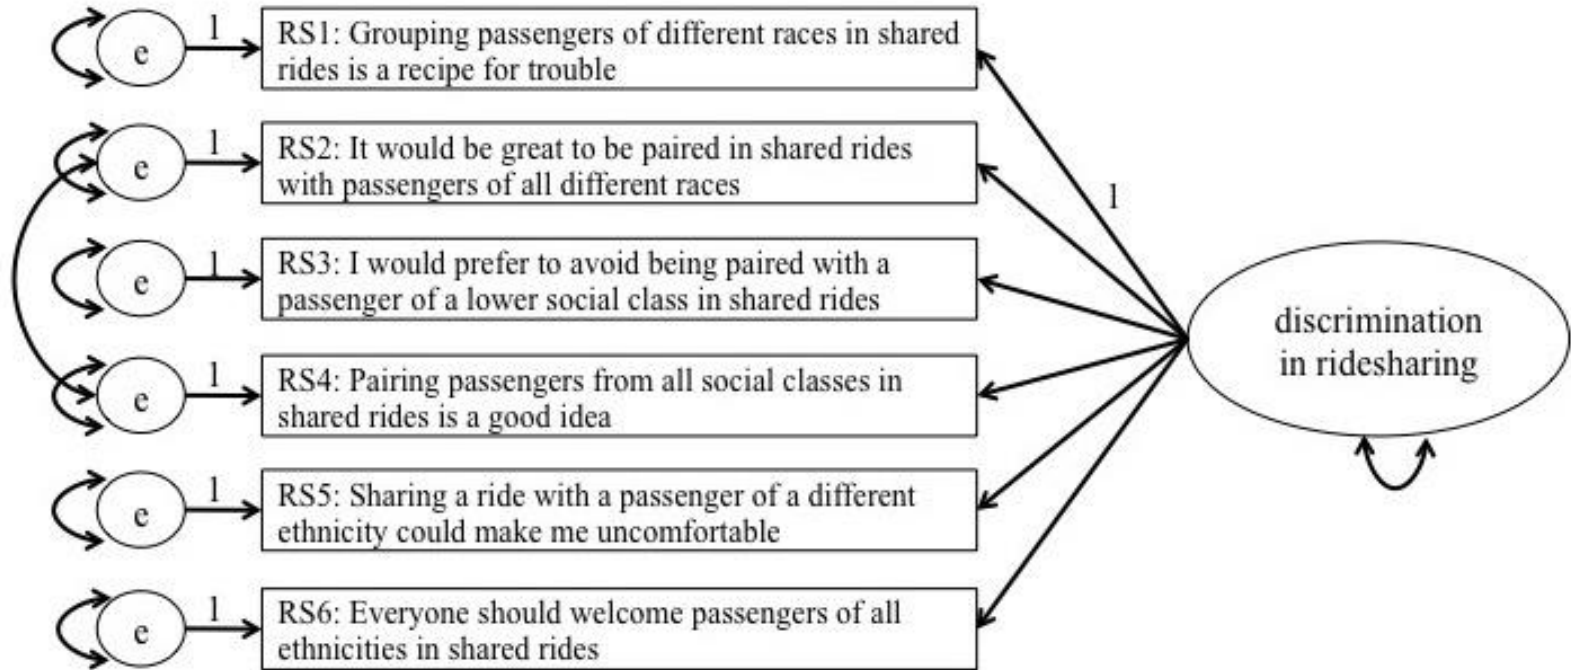 e
1
RS1: Grouping passengers of different races in shared
rides is a recipe for trouble
e
1
RS2: It would be great to be paired in shared rides
with passengers of all different races
1
e
1
RS3: I would prefer to avoid being paired with a
passenger of a lower social class in shared rides
discrimination
in ridesharing
e
1
RS4: Pairing passengers from all social classes in
shared rides is a good idea
e
1
RS5: Sharing a ride with a passenger of a different
ethnicity could make me uncomfortable
e
1
RS6: Everyone should welcome passengers of all
ethnicities in shared rides